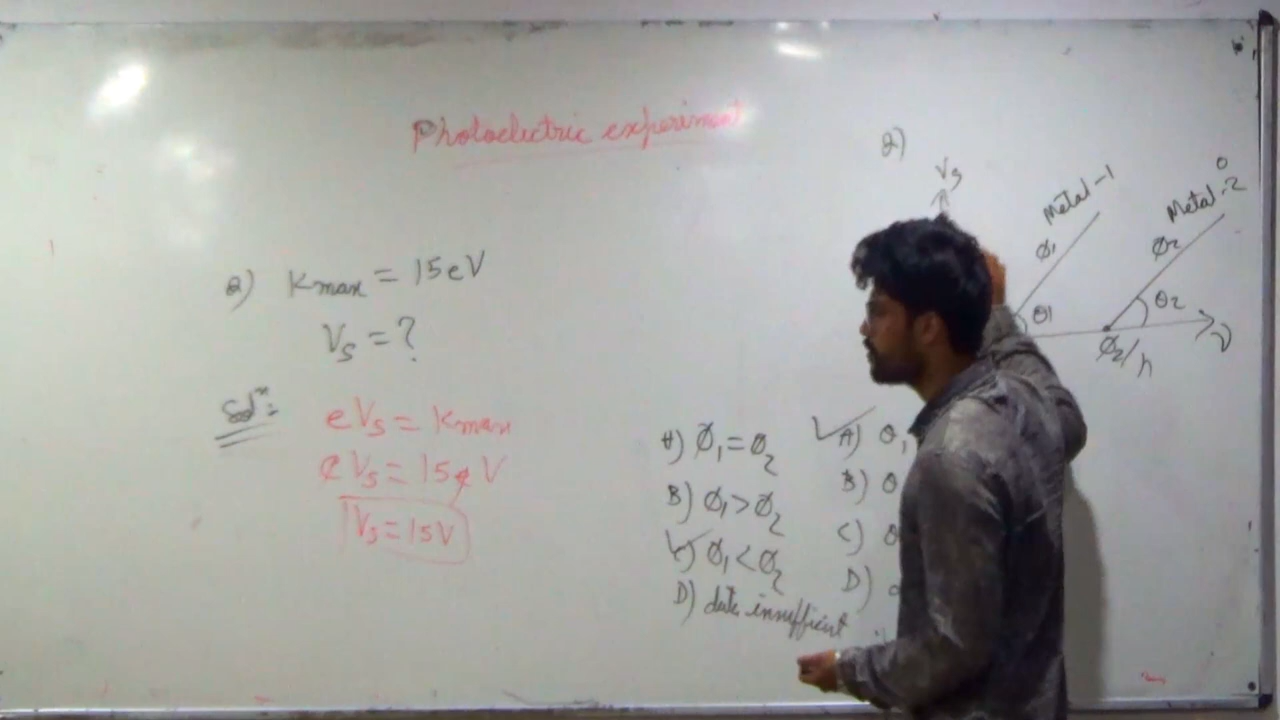 Photoelectric experiment
Q) Kmax = 15eV
Vs = ?
Solⁿ:
eVs = Kmax
eVs = 15eV
Vs = 15V
Q)
Vs
Metal-1
Metal-2
ϕ₁
ϕ₂
θ₁
θ₂
ϕ₂/h
ν
A) ϕ₁ = ϕ₂
B) ϕ₁ > ϕ₂
C) ϕ₁ < ϕ₂
D) data innefficient
A) θ₁
B) θ
C) θ
D)